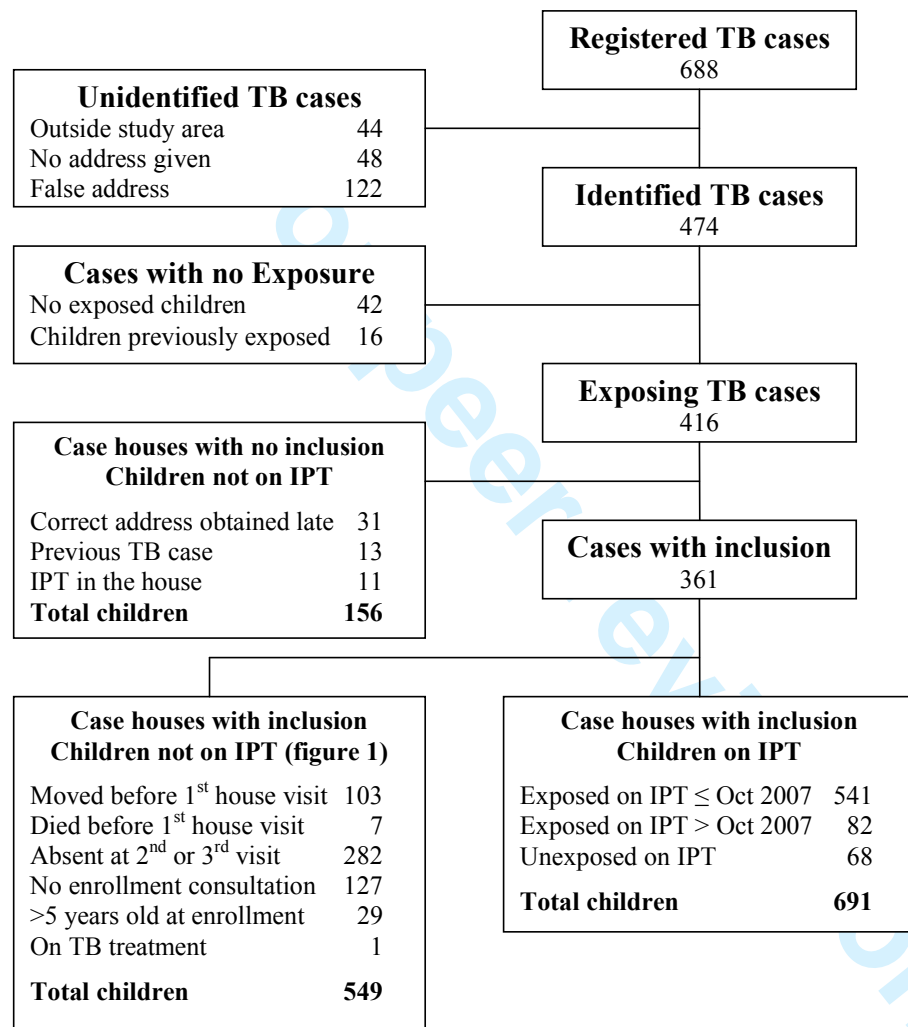 Registered TB cases
688
Unidentified TB cases
Outside study area 44
No address given 48
False address 122
Identified TB cases
474
Cases with no Exposure
No exposed children 42
Children previously exposed 16
Exposing TB cases
416
Case houses with no inclusion
Children not on IPT
Correct address obtained late 31
Previous TB case 13
IPT in the house 11
Total children 156
Cases with inclusion
361
Case houses with inclusion
Children not on IPT (figure 1)
Moved before 1st house visit 103
Died before 1st house visit 7
Absent at 2nd or 3rd visit 282
No enrollment consultation 127
>5 years old at enrollment 29
On TB treatment 1
Total children 549
Case houses with inclusion
Children on IPT
Exposed on IPT ≤ Oct 2007 541
Exposed on IPT > Oct 2007 82
Unexposed on IPT 68
Total children 691